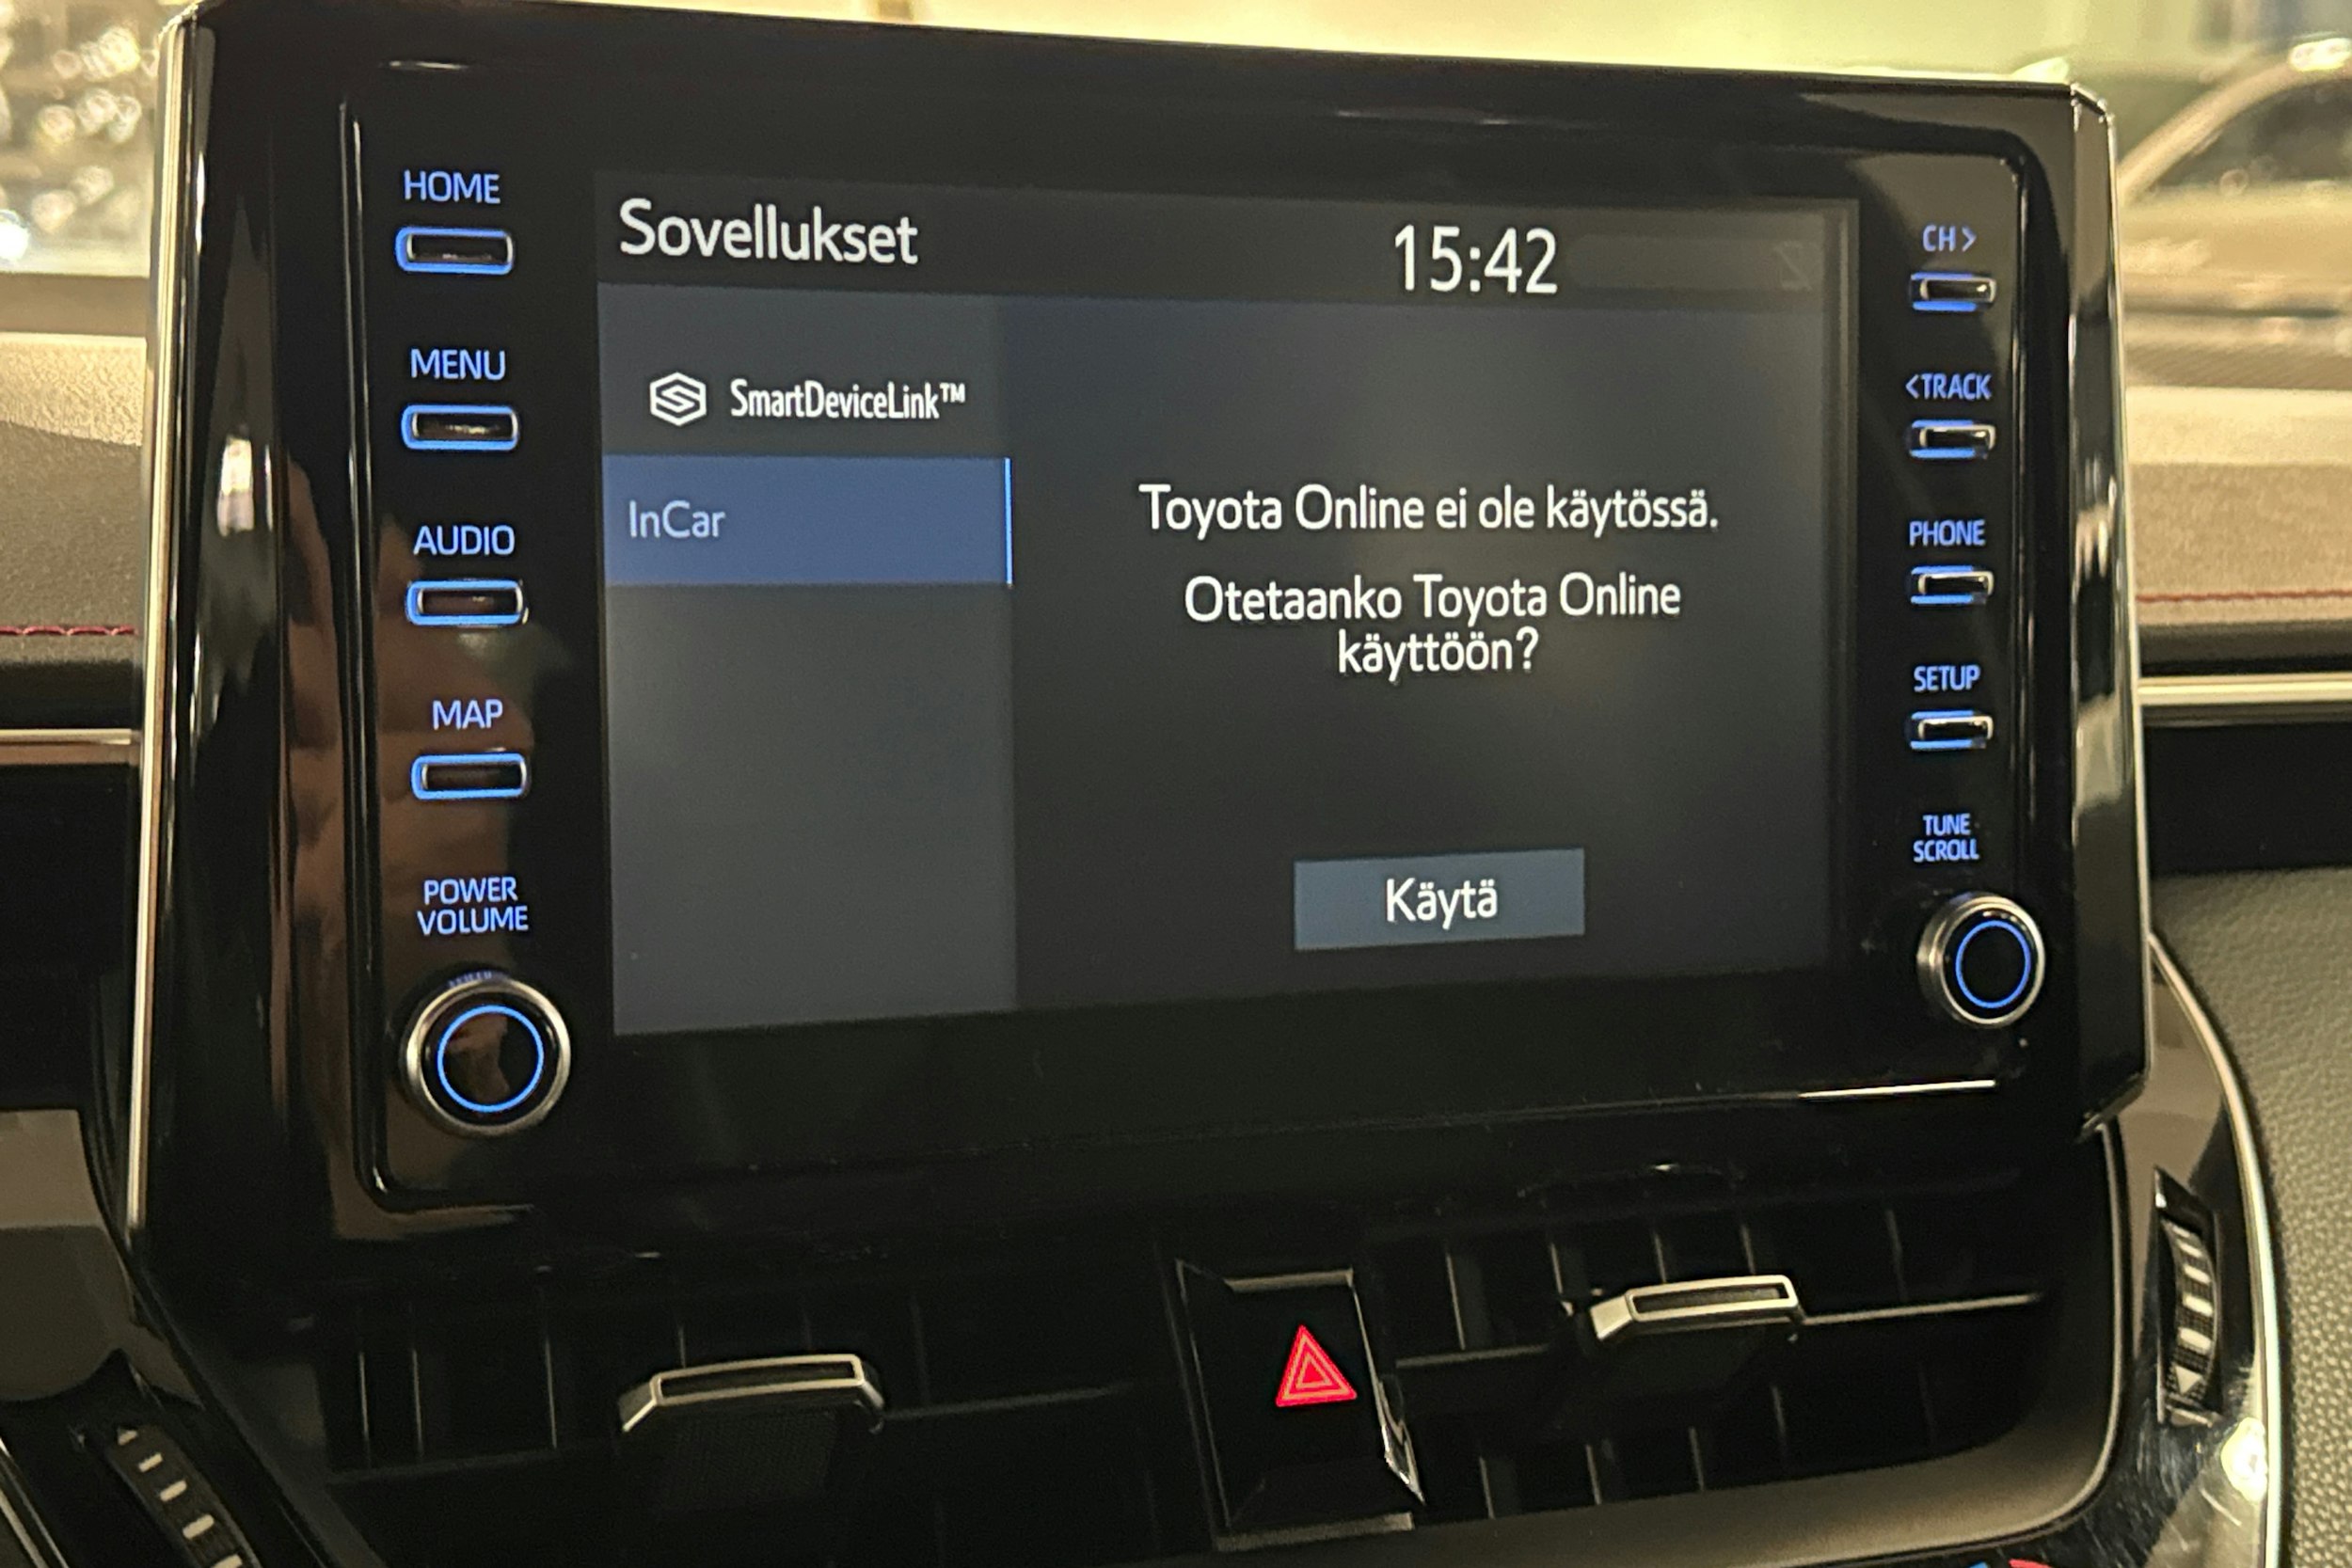 HOME
MENU
AUDIO
MAP
POWER
VOLUME
Sovellukset
15:42
SmartDeviceLink™
InCar
Toyota Online ei ole käytössä.
Otetaanko Toyota Online
käyttöön?
Käytä
CH>
<TRACK
PHONE
SETUP
TUNE
SCROLL